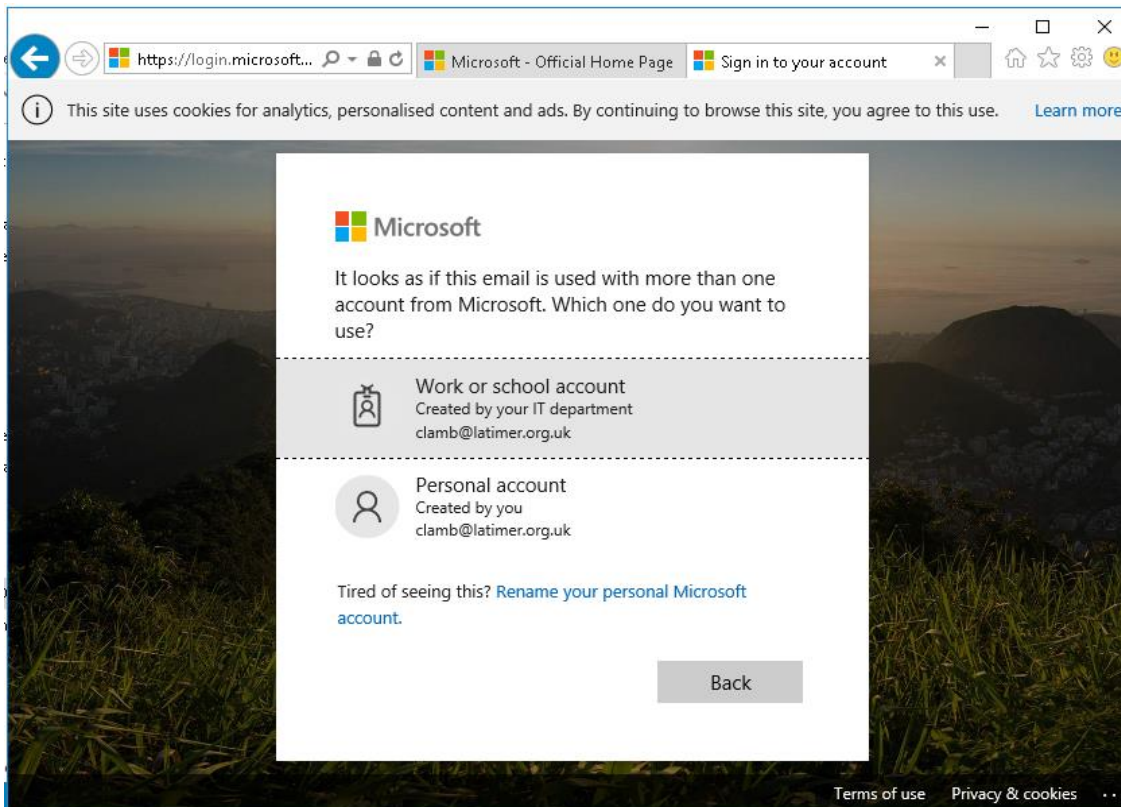 https://login.microsoft...
Microsoft - Official Home Page
Sign in to your account
This site uses cookies for analytics, personalised content and ads. By continuing to browse this site, you agree to this use.
Learn more
Microsoft
It looks as if this email is used with more than one
account from Microsoft. Which one do you want to
use?
Work or school account
Created by your IT department
clamb@latimer.org.uk
Personal account
Created by you
clamb@latimer.org.uk
Tired of seeing this? Rename your personal Microsoft
account.
Back
Terms of use
Privacy & cookies